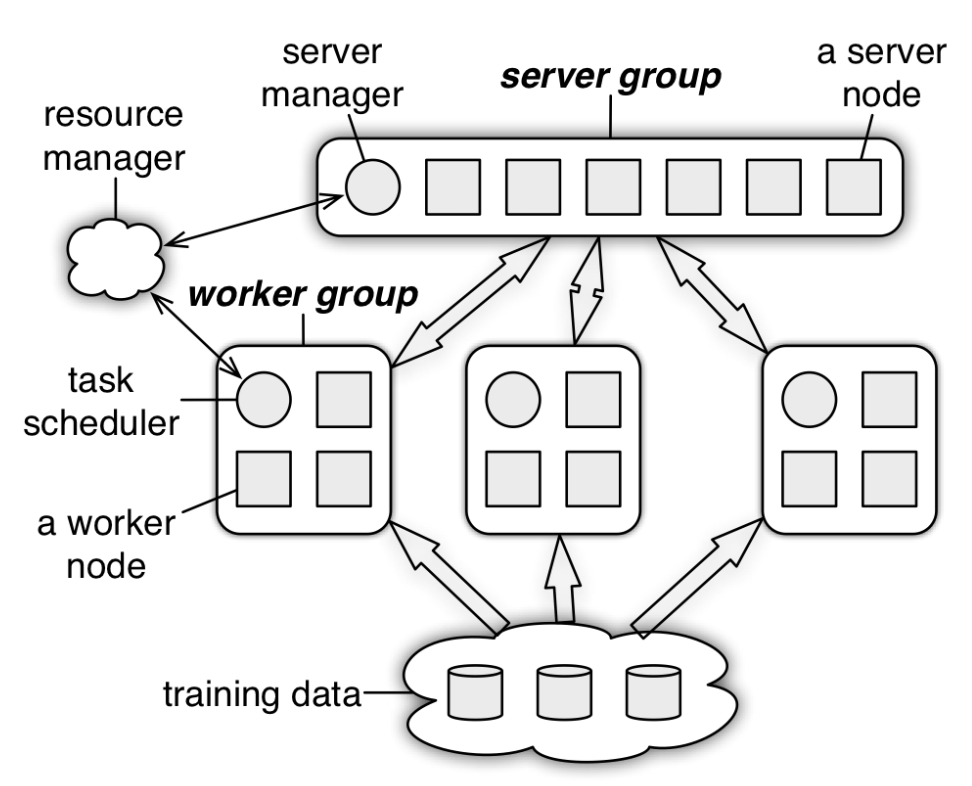 server
manager
server group
a server
node
resource
manager
worker group
task
scheduler
a worker
node
training data